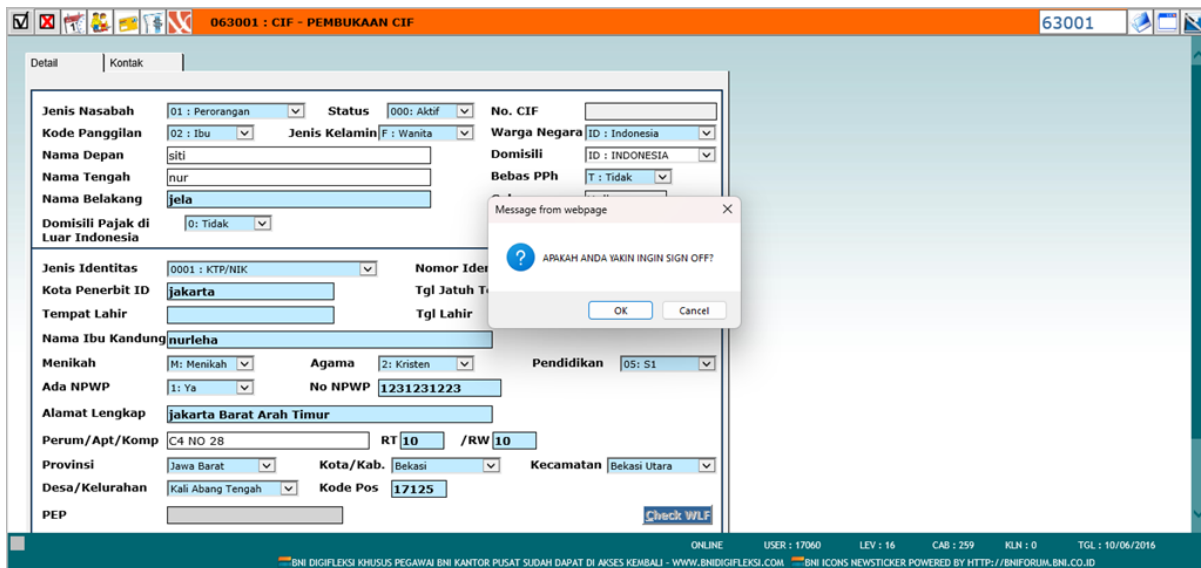 063001 : CIF - PEMBUKAAN CIF 63001
Detail Kontak
Jenis Nasabah 01 : Perorangan Status 000: Aktif No. CIF
Kode Panggilan 02 : Ibu Jenis Kelamin F : Wanita Warga Negara ID : Indonesia
Nama Depan siti Domisili ID : INDONESIA
Nama Tengah nur Bebas PPh T : Tidak
Nama Belakang jela
Message from webpage
Domisili Pajak di Luar Indonesia 0: Tidak
APAKAH ANDA YAKIN INGIN SIGN OFF?
OK Cancel
Jenis Identitas 0001 : KTP/NIK Nomor Iden
Kota Penerbit ID jakarta Tgl Jatuh T
Tempat Lahir Tgl Lahir
Nama Ibu Kandung nurleha
Menikah M: Menikah Agama 2: Kristen Pendidikan 05: S1
Ada NPWP 1: Ya No NPWP 1231231223
Alamat Lengkap jakarta Barat Arah Timur
Perum/Apt/Komp C4 NO 28 RT 10 /RW 10
Provinsi Jawa Barat Kota/Kab. Bekasi Kecamatan Bekasi Utara
Desa/Kelurahan Kali Abang Tengah Kode Pos 17125
PEP Check WLF
ONLINE USER : 17060 LEV : 16 CAB : 259 KLN : 0 TGL : 10/06/2016
BNI DIGIFLEKSI KHUSUS PEGAWAI BNI KANTOR PUSAT SUDAH DAPAT DI AKSES KEMBALI - WWW.BNIDIGIFLEKSI.COM BNI ICONS NEWSTICKER POWERED BY HTTP://BNIFORUM.BNI.CO.ID